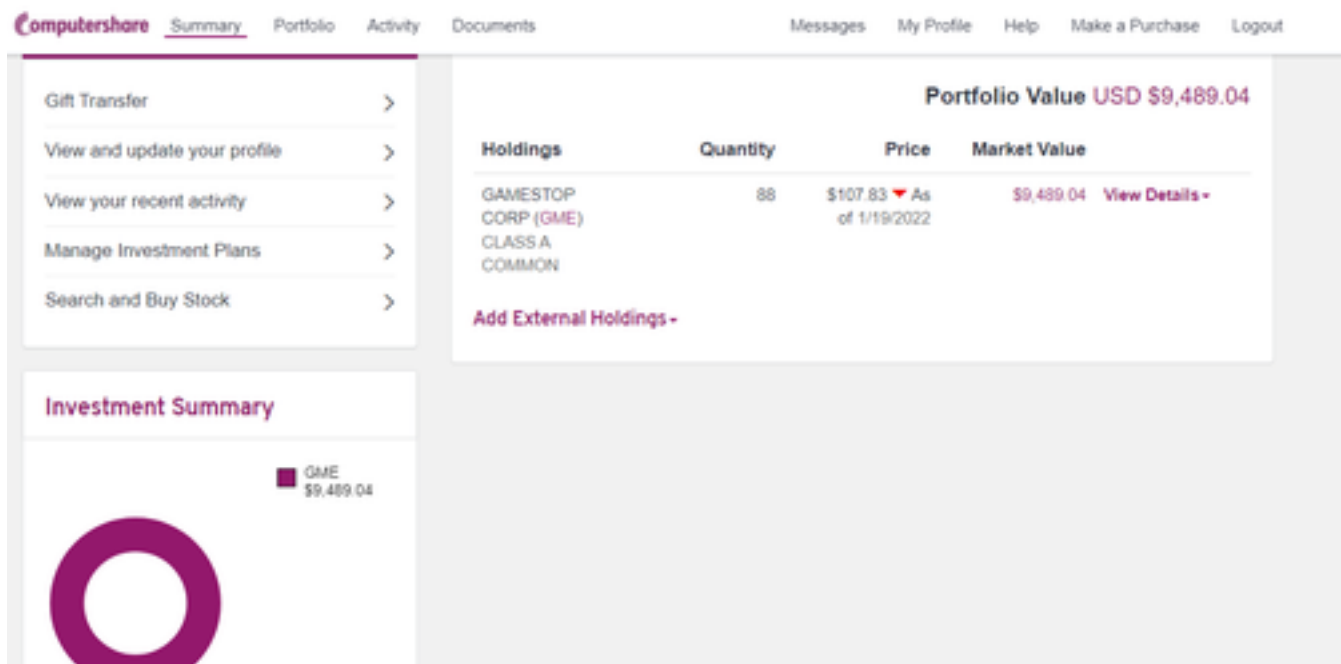 Computershare Summary Portfolio Activity Documents Messages My Profile Help Make a Purchase Logout
Gift Transfer
View and update your profile
View your recent activity
Manage Investment Plans
Search and Buy Stock
Portfolio Value USD $9,489.04
Holdings Quantity Price Market Value
GAMESTOP 88 $107.83 ▼ As $9,489.04 View Details
CORP (GME) of 1/19/2022
CLASS A
COMMON
Add External Holdings
Investment Summary
GME
$9,489.04